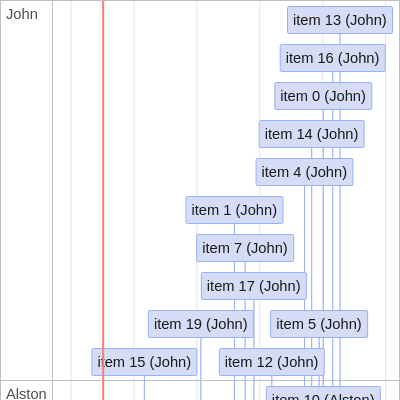 John
item 13 (John)
item 16 (John)
item 0 (John)
item 14 (John)
item 4 (John)
item 1 (John)
item 7 (John)
item 17 (John)
item 19 (John) item 5 (John)
item 15 (John) item 12 (John)
Alston item 10 (Alston)